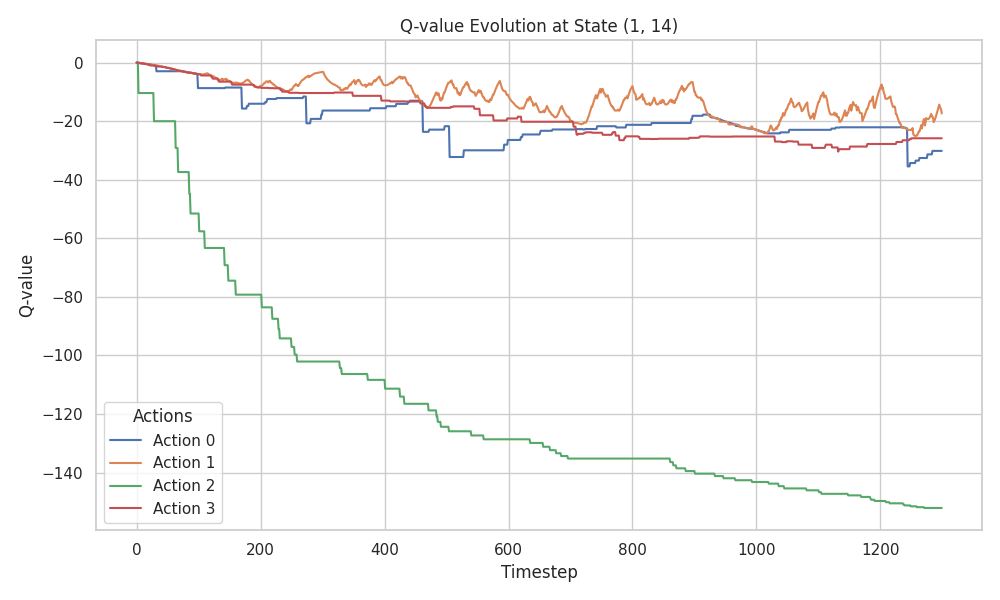 Q-value Evolution at State (1, 14)
0
−20
−40
−60
−80
−100
−120
−140
Q-value
Actions
Action 0
Action 1
Action 2
Action 3
0 200 400 600 800 1000 1200
Timestep